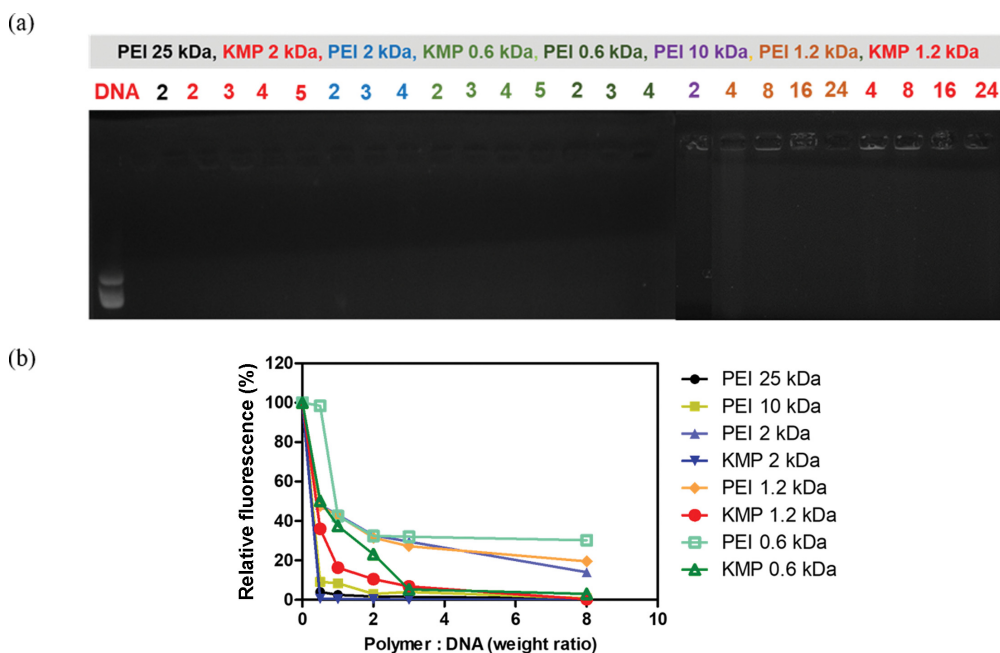 (a)
PEI 25 kDa, KMP 2 kDa, PEI 2 kDa, KMP 0.6 kDa, PEI 0.6 kDa, PEI 10 kDa, PEI 1.2 kDa, KMP 1.2 kDa
DNA 2 2 3 4 5 2 3 4 2 3 4 5 2 3 4 2 4 8 16 24 4 8 16 24
(b)
Relative fluorescence (%)
120
100
80
60
40
20
0
0 2 4 6 8 10
Polymer : DNA (weight ratio)
PEI 25 kDa
PEI 10 kDa
PEI 2 kDa
KMP 2 kDa
PEI 1.2 kDa
KMP 1.2 kDa
PEI 0.6 kDa
KMP 0.6 kDa